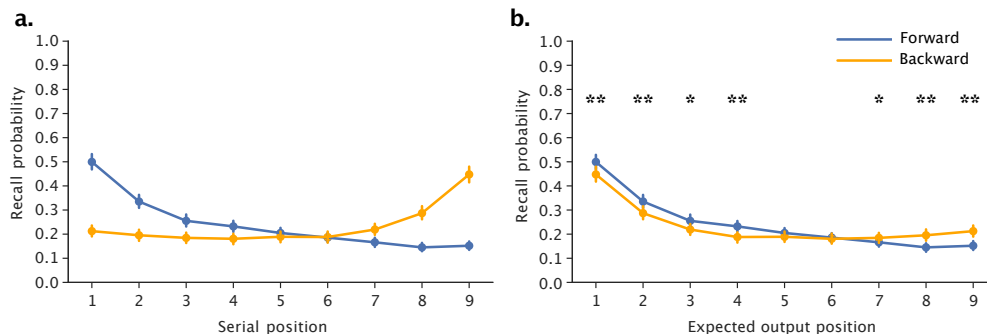 a.
Recall probability
1.0
0.9
0.8
0.7
0.6
0.5
0.4
0.3
0.2
0.1
0.0
1 2 3 4 5 6 7 8 9
Serial position
b.
Forward
Backward
Recall probability
1.0
0.9
0.8
0.7
0.6
0.5
0.4
0.3
0.2
0.1
0.0
** ** * ** * ** **
1 2 3 4 5 6 7 8 9
Expected output position